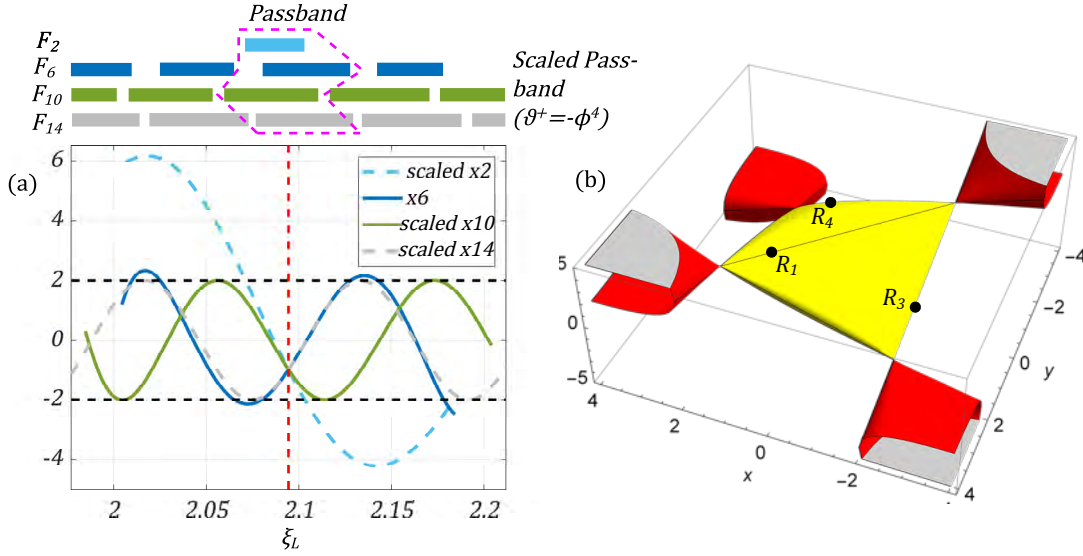 Passband
F2
F6
F10
F14
Scaled Pass-
band
(ϑ+=-ϕ4)
(a)
6
4
2
0
-2
-4
scaled x2
x6
scaled x10
scaled x14
2
2.05
2.1
2.15
2.2
ξL
(b)
R4
R1
R3
5
0
-5
4
2
0
-2
-4
x
-4
-2
0
2
4
y